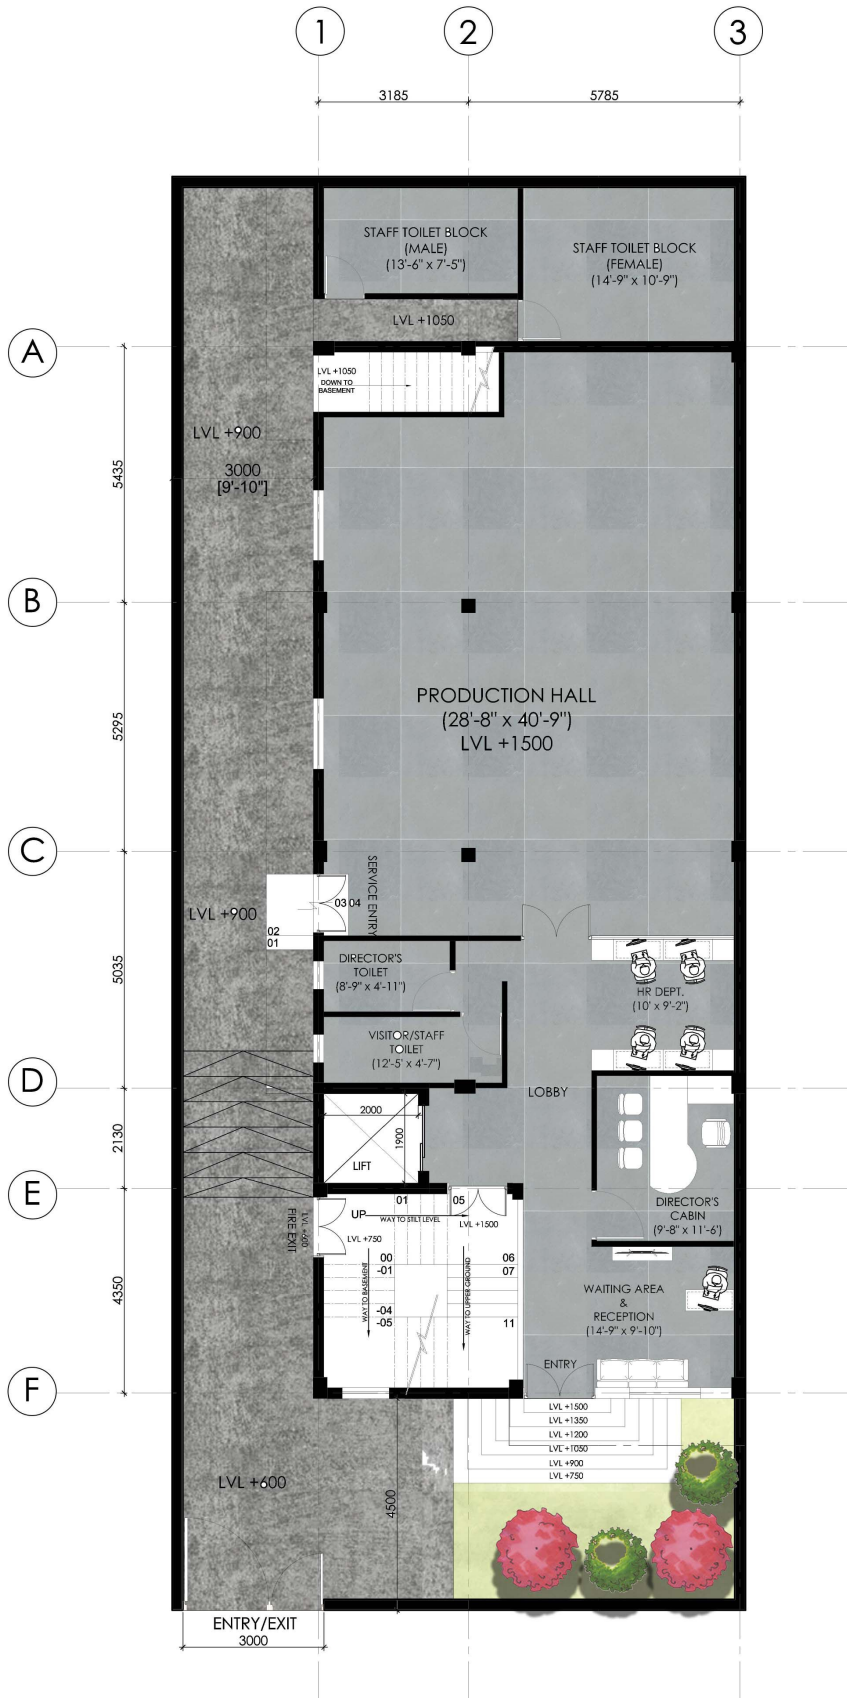 1
2
3
3185
5785
STAFF TOILET BLOCK
(MALE)
(13'-6" x 7'-5")
STAFF TOILET BLOCK
(FEMALE)
(14'-9" x 10'-9")
LVL +1050
A
LVL +1050
DOWN TO
BASEMENT
LVL +900
3000
[9'-10"]
5435
B
PRODUCTION HALL
(28'-8" x 40'-9")
LVL +1500
5295
C
SERVICE ENTRY
03 04
LVL +900
02
01
5035
DIRECTOR'S
TOILET
(8'-9" x 4'-11")
HR DEPT.
(10' x 9'-2")
VISITOR/STAFF
TOILET
(12'-5' x 4'-7")
D
LOBBY
2000
1900
LIFT
2130
E
DIRECTOR'S
CABIN
(9'-8" x 11'-6')
01
05
UP
WAY TO STILT LEVEL
LVL +1500
LVL +600
FIRE EXIT
LVL +750
00
-01
06
07
WAY TO BASEMENT
WAY TO UPPER GROUND
-04
-05
11
4350
WAITING AREA
&
RECEPTION
(14'-9" x 9'-10")
ENTRY
F
LVL +1500
LVL +1350
LVL +1200
LVL +1050
LVL +900
LVL +750
LVL +600
4500
ENTRY/EXIT
3000